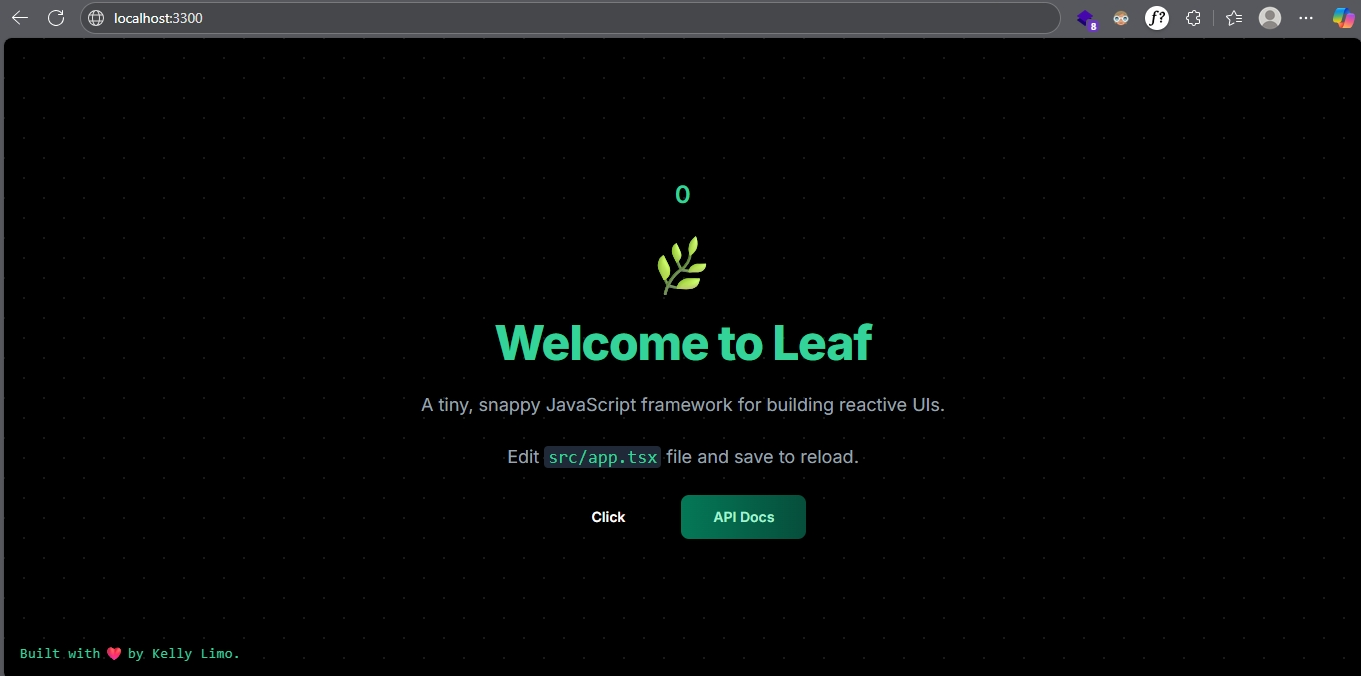 localhost:3300
8
f?
0
Welcome to Leaf
A tiny, snappy JavaScript framework for building reactive UIs.
Edit src/app.tsx file and save to reload.
Click
API Docs
Built with ❤️ by Kelly Limo.